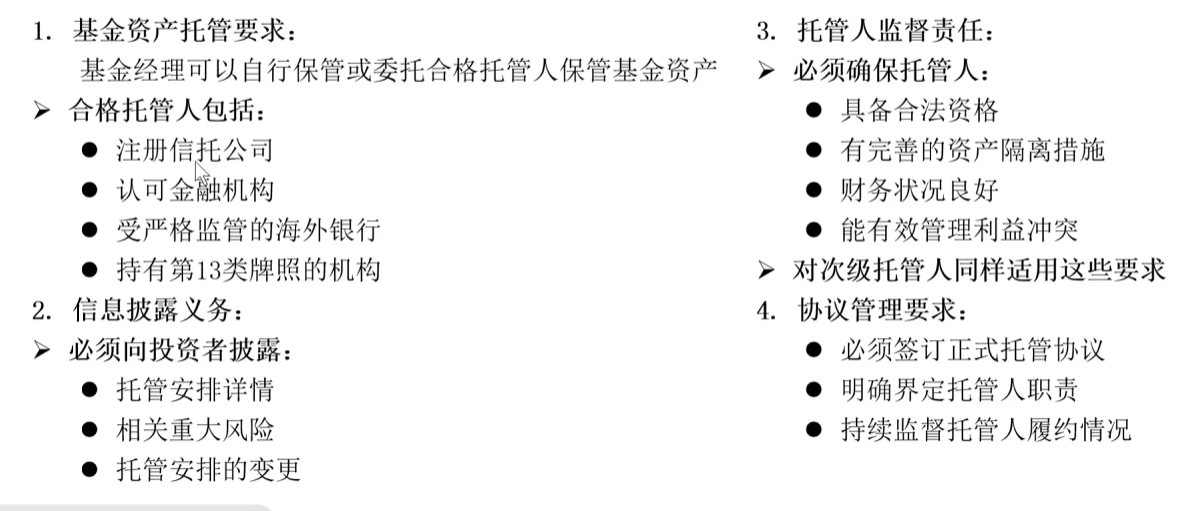 1. 基金资产托管要求：
基金经理可以自行保管或委托合格托管人保管基金资产
➢ 合格托管人包括：
● 注册信托公司
● 认可金融机构
● 受严格监管的海外银行
● 持有第13类牌照的机构
2. 信息披露义务：
➢ 必须向投资者披露：
● 托管安排详情
● 相关重大风险
● 托管安排的变更
3. 托管人监督责任：
➢ 必须确保托管人：
● 具备合法资格
● 有完善的资产隔离措施
● 财务状况良好
● 能有效管理利益冲突
➢ 对次级托管人同样适用这些要求
4. 协议管理要求：
● 必须签订正式托管协议
● 明确界定托管人职责
● 持续监督托管人履约情况